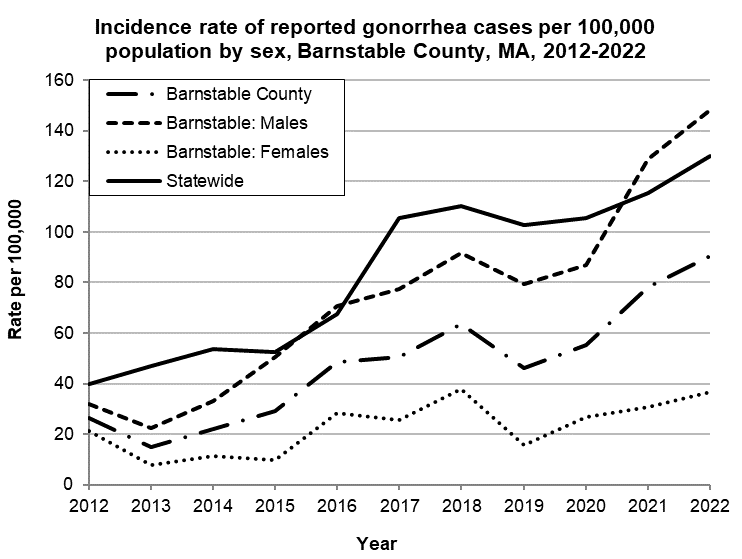 Incidence rate of reported gonorrhea cases per 100,000
population by sex, Barnstable County, MA, 2012-2022
160
140
120
100
80
60
40
20
0
Rate per 100,000
Barnstable County
Barnstable: Males
Barnstable: Females
Statewide
2012 2013 2014 2015 2016 2017 2018 2019 2020 2021 2022
Year